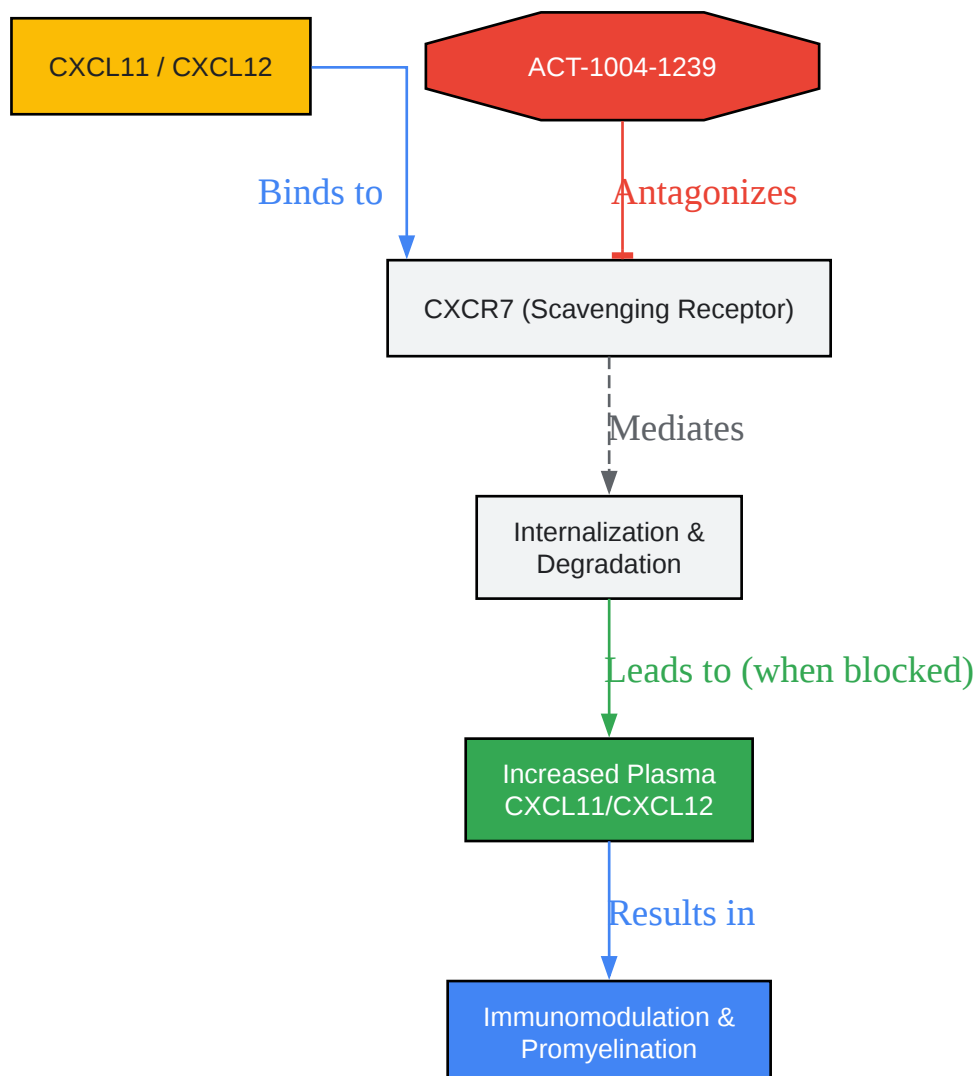 CXCL11 / CXCL12
ACT-1004-1239
Binds to
Antagonizes
CXCR7 (Scavenging Receptor)
Mediates
Internalization &
Degradation
Leads to (when blocked)
Increased Plasma
CXCL11/CXCL12
Results in
Immunomodulation &
Promyelination